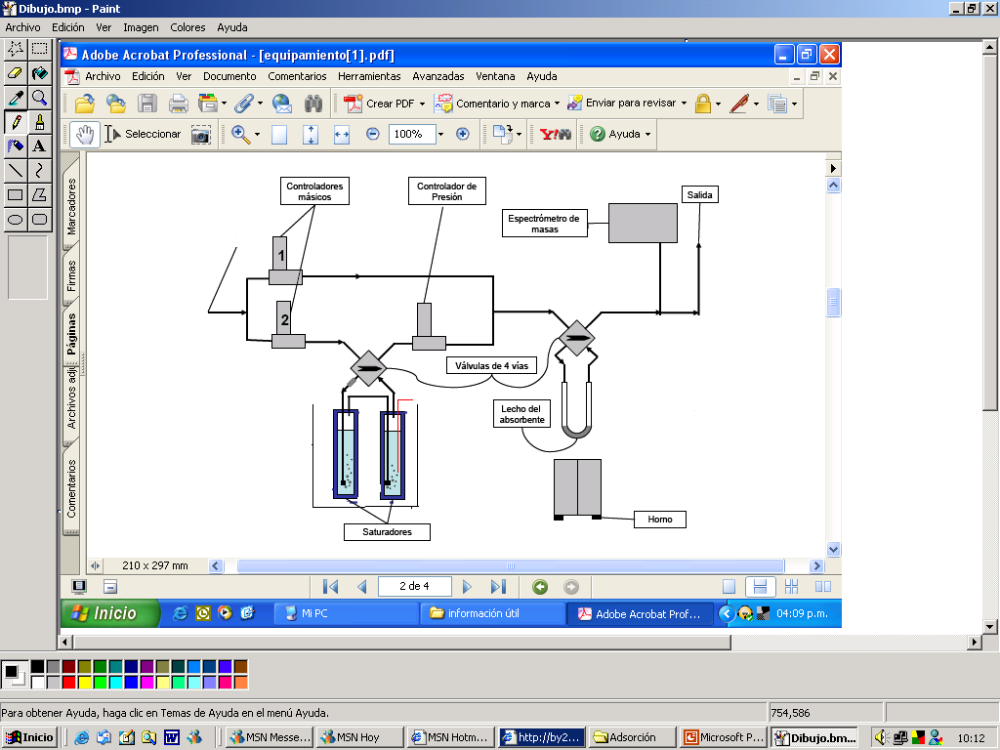 Dibujo.bmp - Paint
Archivo Edición Ver Imagen Colores Ayuda
Adobe Acrobat Professional - [equipamiento[1].pdf]
Archivo Edición Ver Documento Comentarios Herramientas Avanzadas Ventana Ayuda
Crear PDF Comentario y marca Enviar para revisar
Seleccionar 100% Y! Ayuda
Marcadores
Firmas
Páginas
Archivos adju
Comentarios
Controladores
másicos
Controlador de
Presión
Salida
Espectrómetro de
masas
1
2
Válvulas de 4 vías
Lecho del
absorbente
Horno
Saturadores
210 x 297 mm
2 de 4
Inicio Mi PC información útil Adobe Acrobat Prof... 04:09 p.m.
Para obtener Ayuda, haga clic en Temas de Ayuda en el menú Ayuda. 754,586
Inicio MSN Messe... MSN Hoy MSN Hotm... http://by2... Adsorción Microsoft P... Dibujo.bm... 10:12